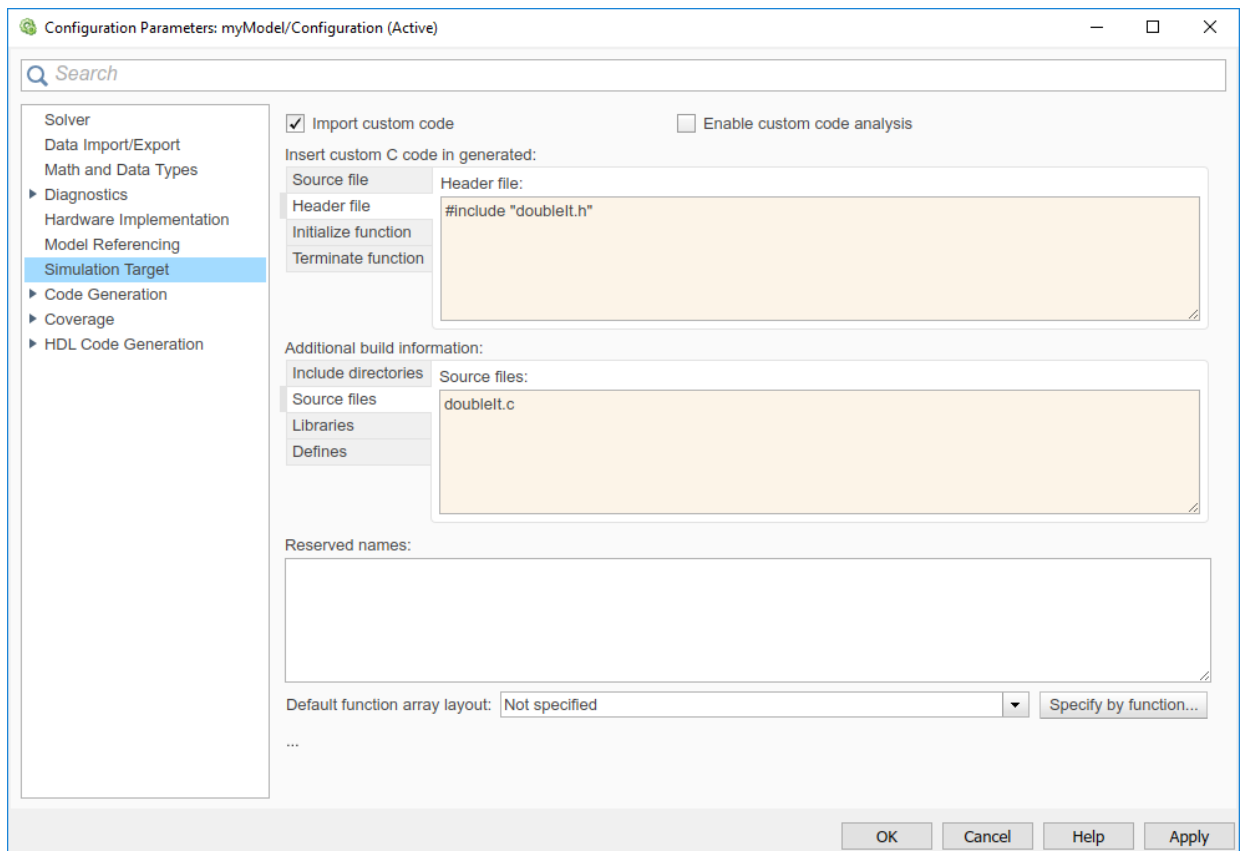 Configuration Parameters: myModel/Configuration (Active)
Search
Solver
Data Import/Export
Math and Data Types
Diagnostics
Hardware Implementation
Model Referencing
Simulation Target
Code Generation
Coverage
HDL Code Generation
Import custom code
Enable custom code analysis
Insert custom C code in generated:
Source file
Header file
Initialize function
Terminate function
Header file:
#include "doubleIt.h"
Additional build information:
Include directories
Source files
Libraries
Defines
Source files:
doubleIt.c
Reserved names:
Default function array layout: Not specified
Specify by function...
...
OK
Cancel
Help
Apply